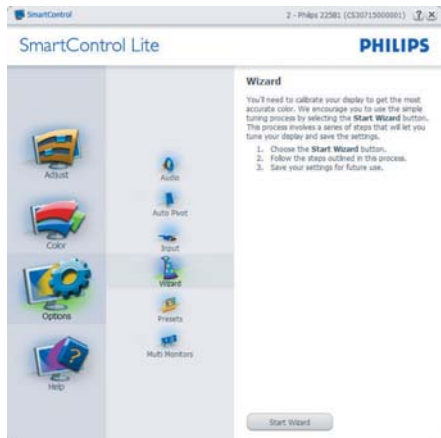 SmartControl
2 - Philips 225B1 (CS30715000001)
SmartControl Lite
PHILIPS
Adjust
Color
Options
Help
Audio
Auto Pivot
Input
Wizard
Presets
Multi Monitors
Wizard
You'll need to calibrate your display to get the most
accurate color. We encourage you to use the simple
tuning process by selecting the Start Wizard button.
This process involves a series of steps that will let you
tune your display and save the settings.
1. Choose the Start Wizard button.
2. Follow the steps outlined in this process.
3. Save your settings for future use.
Start Wizard